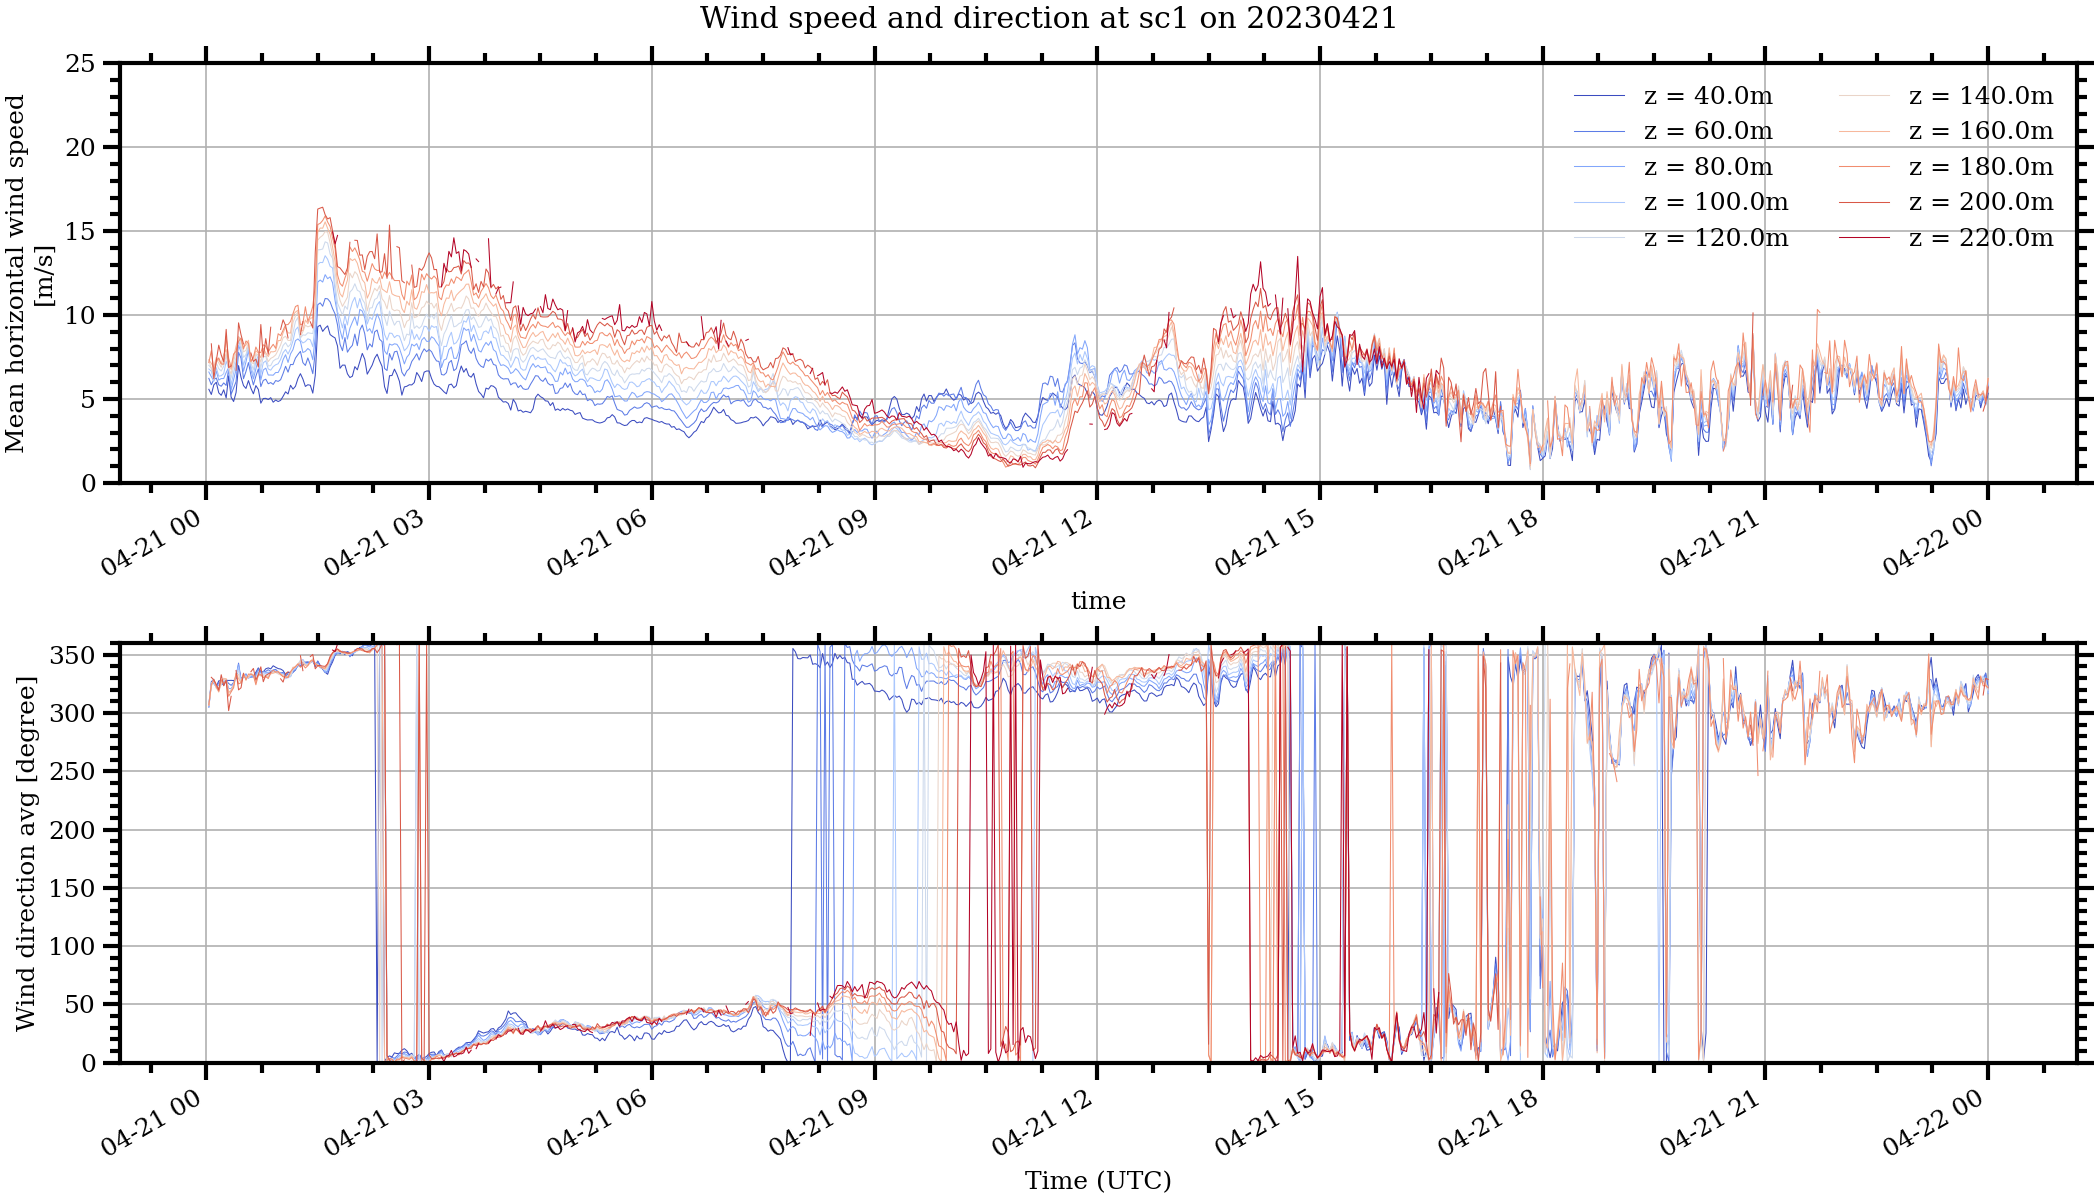 Wind speed and direction at sc1 on 20230421
Mean horizontal wind speed
[m/s]
25
20
15
10
5
0
z = 40.0m
z = 60.0m
z = 80.0m
z = 100.0m
z = 120.0m
z = 140.0m
z = 160.0m
z = 180.0m
z = 200.0m
z = 220.0m
04-21 00
04-21 03
04-21 06
04-21 09
04-21 12
04-21 15
04-21 18
04-21 21
04-22 00
time
Wind direction avg [degree]
350
300
250
200
150
100
50
0
04-21 00
04-21 03
04-21 06
04-21 09
04-21 12
04-21 15
04-21 18
04-21 21
04-22 00
Time (UTC)